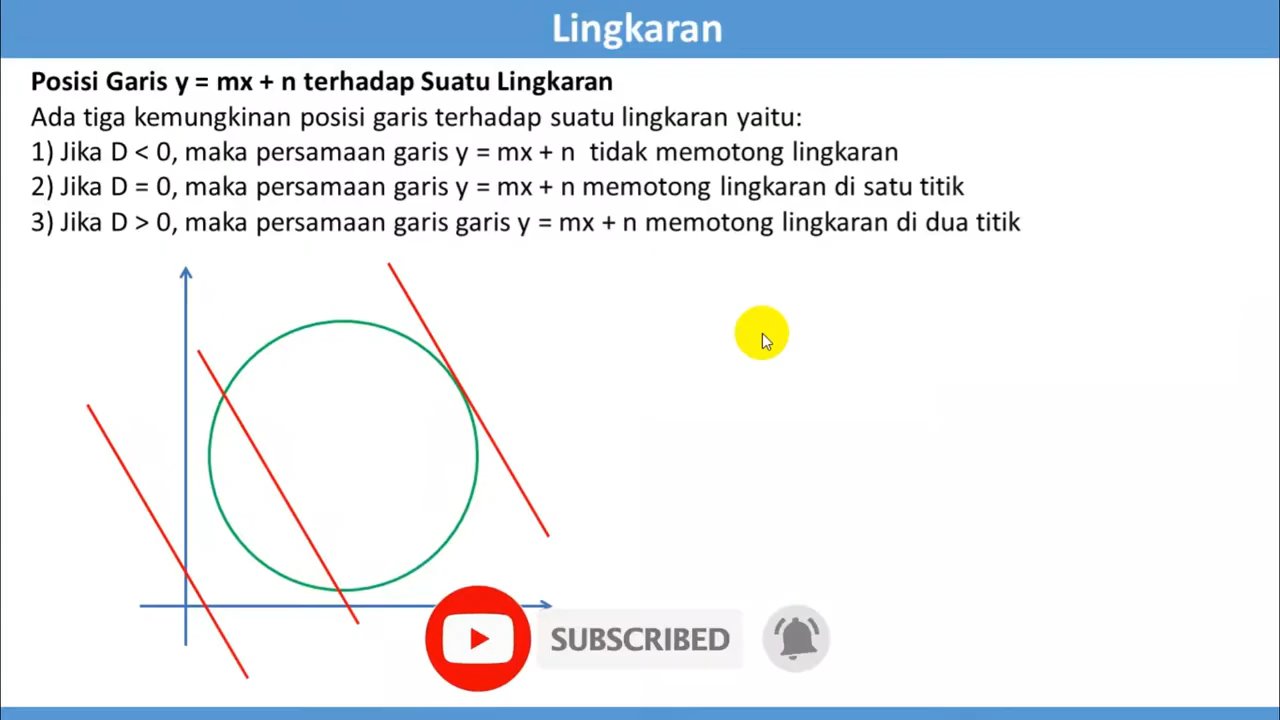 Lingkaran
Posisi Garis y = mx + n terhadap Suatu Lingkaran
Ada tiga kemungkinan posisi garis terhadap suatu lingkaran yaitu:
1) Jika D < 0, maka persamaan garis y = mx + n tidak memotong lingkaran
2) Jika D = 0, maka persamaan garis y = mx + n memotong lingkaran di satu titik
3) Jika D > 0, maka persamaan garis garis y = mx + n memotong lingkaran di dua titik
SUBSCRIBED